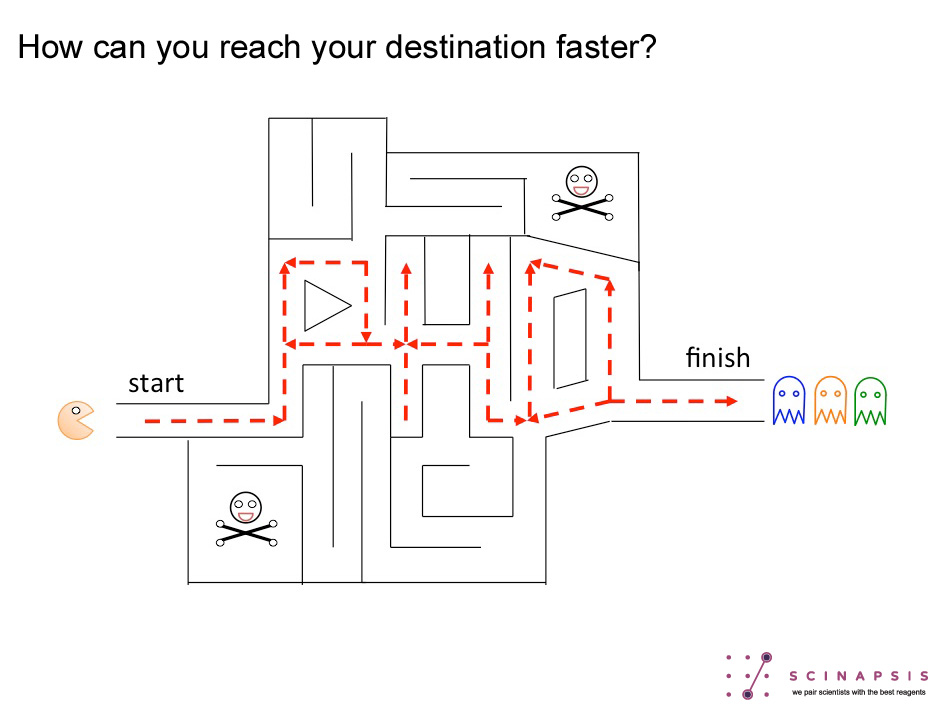 How can you reach your destination faster?
finish
start
SCINAPSIS
we pair scientists with the best reagents